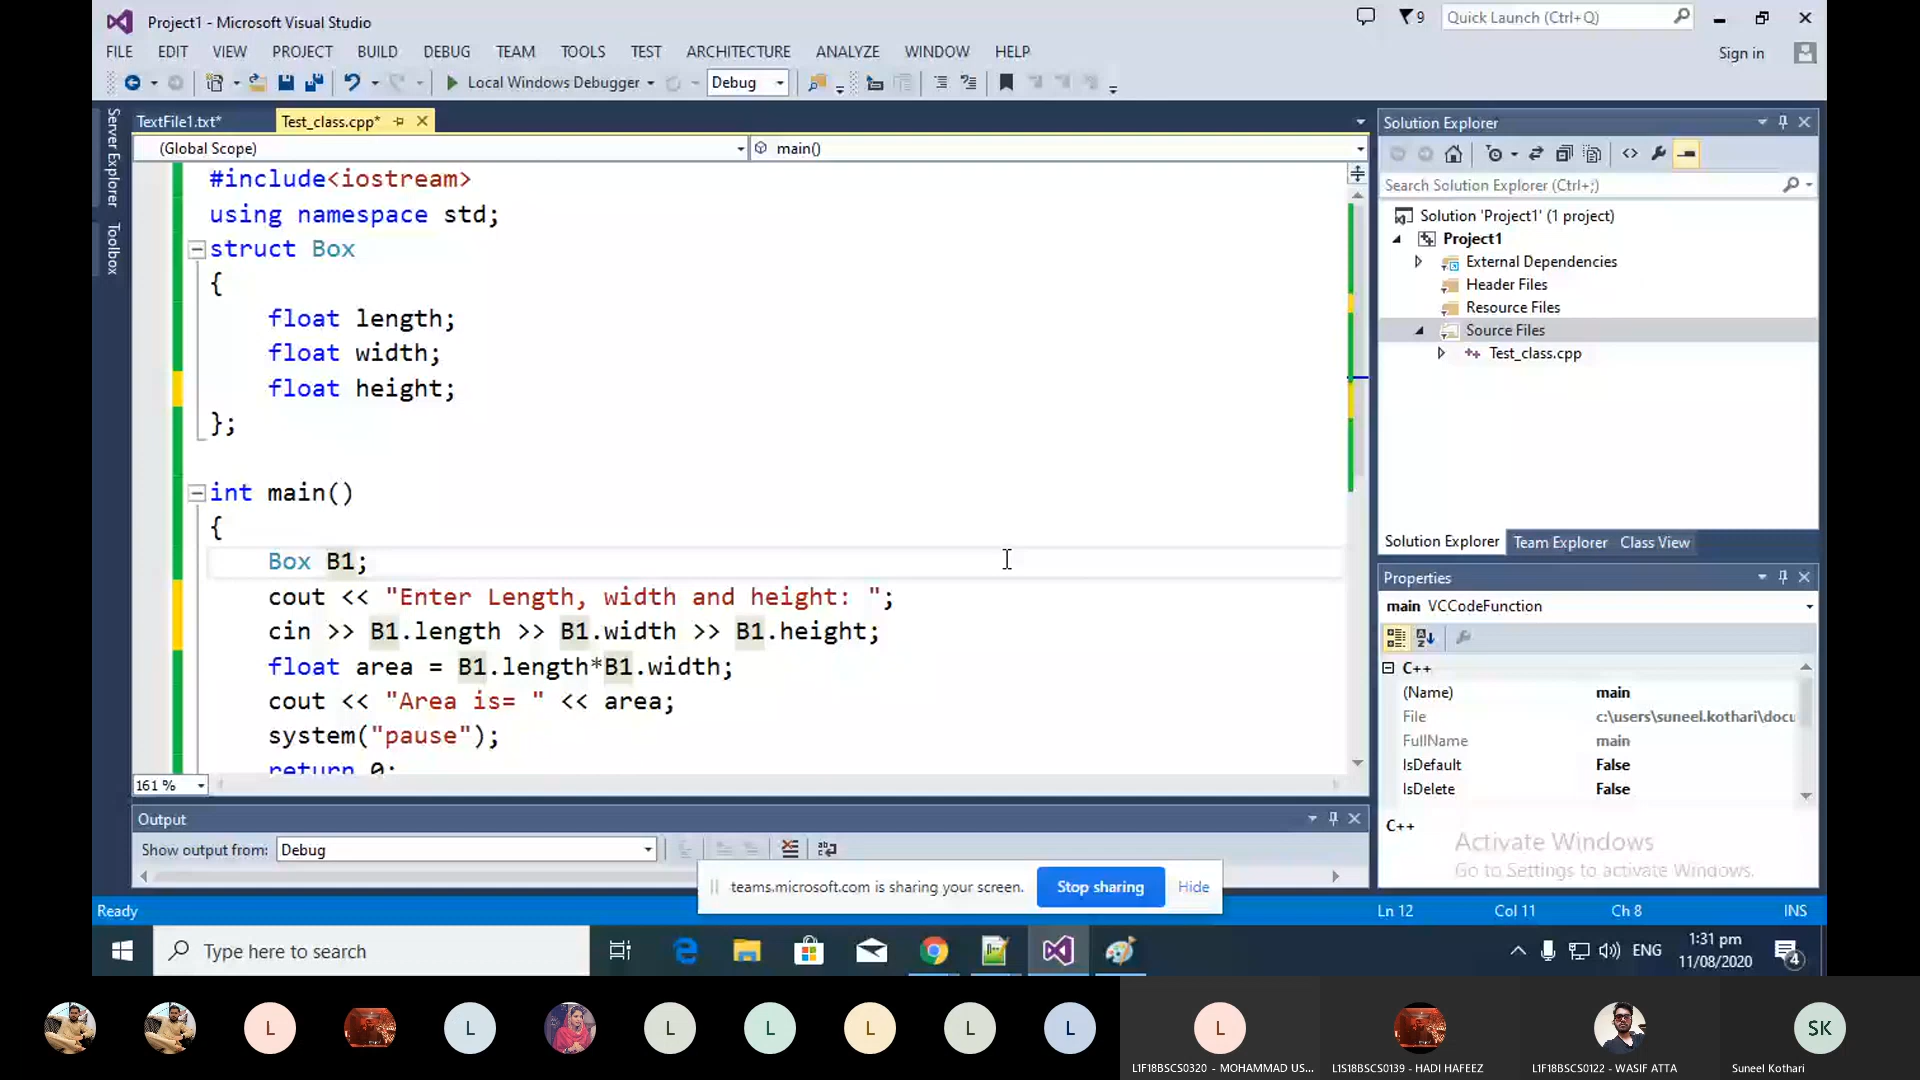 Project1 - Microsoft Visual Studio
9
Quick Launch (Ctrl+Q)
FILE EDIT VIEW PROJECT BUILD DEBUG TEAM TOOLS TEST ARCHITECTURE ANALYZE WINDOW HELP
Sign in
Local Windows Debugger
Debug
Server Explorer
Toolbox
TextFile1.txt*
Test_class.cpp*
(Global Scope)
main()
#include<iostream>
using namespace std;
struct Box
{
float length;
float width;
float height;
};
int main()
{
Box B1;
cout << "Enter Length, width and height: ";
cin >> B1.length >> B1.width >> B1.height;
float area = B1.length*B1.width;
cout << "Area is= " << area;
system("pause");
return 0;
161 %
Output
Show output from: Debug
Solution Explorer
Search Solution Explorer (Ctrl+;)
Solution 'Project1' (1 project)
Project1
External Dependencies
Header Files
Resource Files
Source Files
Test_class.cpp
Solution Explorer Team Explorer Class View
Properties
main VCCodeFunction
C++
(Name) main
File c:\users\suneel.kothari\docu
FullName main
IsDefault False
IsDelete False
C++
Activate Windows
Go to Settings to activate Windows.
teams.microsoft.com is sharing your screen. Stop sharing Hide
Ready
Ln 12 Col 11 Ch 8 INS
Type here to search
ENG
1:31 pm
11/08/2020
4
L L L L L L L L SK
L1F18BSCS0320 - MOHAMMAD US...
L1S18BSCS0139 - HADI HAFEEZ
L1F18BSCS0122 - WASIF ATTA
Suneel Kothari